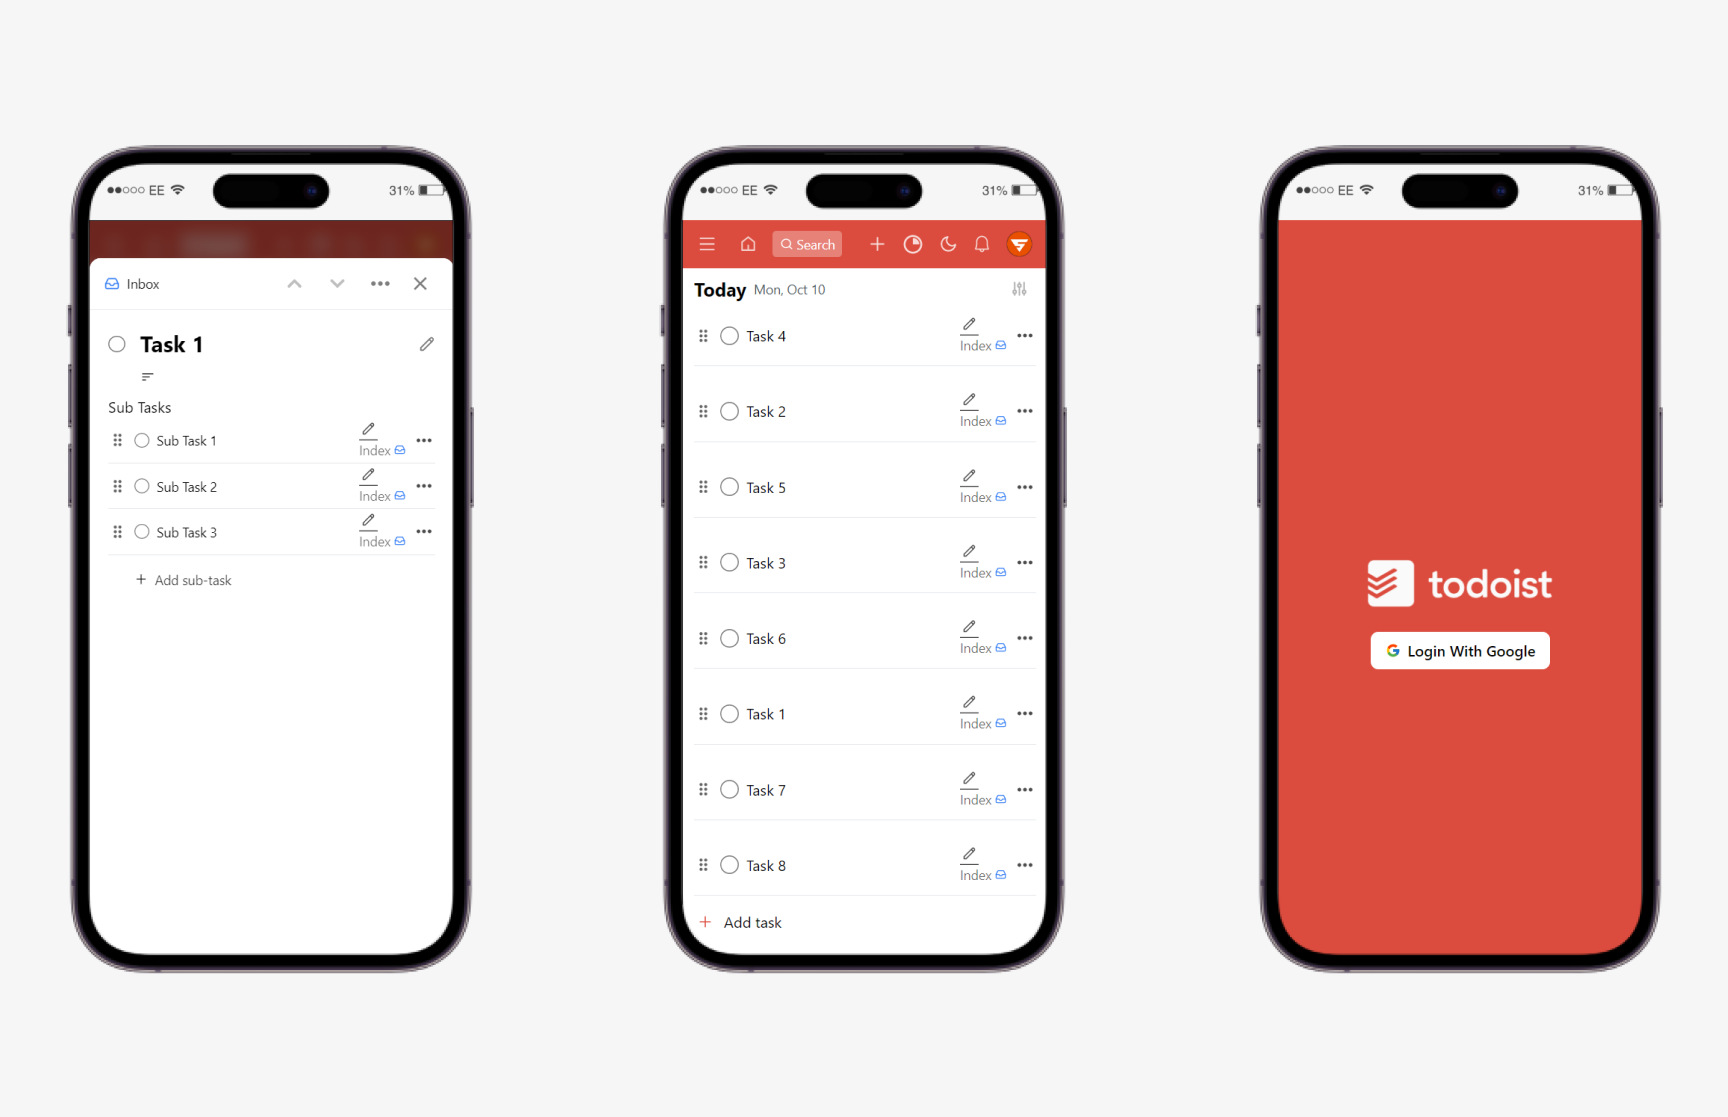 EE 31%
Inbox
Task 1
Sub Tasks
Sub Task 1
Index
Sub Task 2
Index
Sub Task 3
Index
+ Add sub-task
EE 31%
Search
Today Mon, Oct 10
Task 4
Index
Task 2
Index
Task 5
Index
Task 3
Index
Task 6
Index
Task 1
Index
Task 7
Index
Task 8
Index
+ Add task
EE 31%
todoist
Login With Google